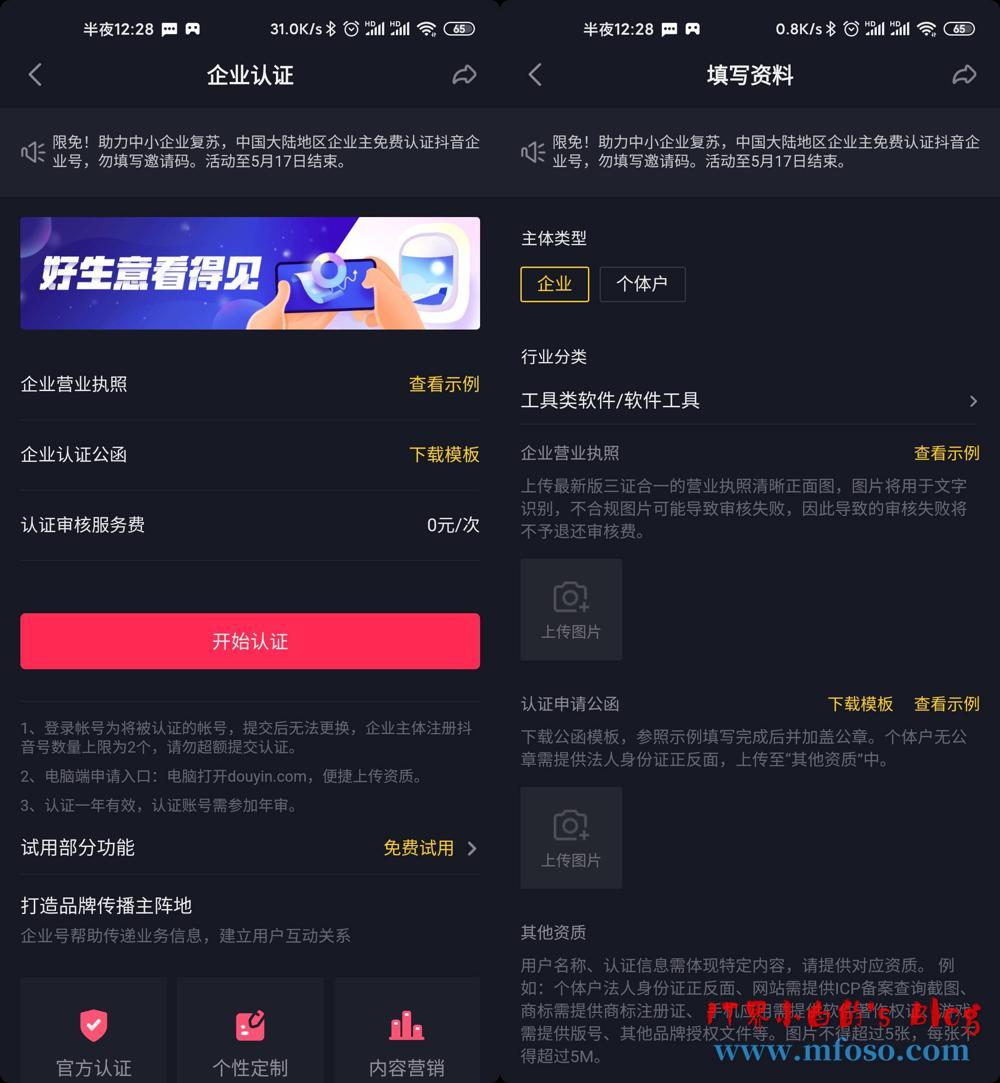 半夜12:28
31.0K/s
HD
HD
65
企业认证
限免！助力中小企业复苏，中国大陆地区企业主免费认证抖音企
业号，勿填写邀请码。活动至5月17日结束。
好生意看得见
企业营业执照
查看示例
企业认证公函
下载模板
认证审核服务费
0元/次
开始认证
1、登录帐号为将被认证的帐号，提交后无法更换，企业主体注册抖
音号数量上限为2个，请勿超额提交认证。
2、电脑端申请入口：电脑打开douyin.com，便捷上传资质。
3、认证一年有效，认证账号需参加年审。
试用部分功能
免费试用
打造品牌传播主阵地
企业号帮助传递业务信息，建立用户互动关系
官方认证
个性定制
内容营销
半夜12:28
0.8K/s
HD
HD
65
填写资料
限免！助力中小企业复苏，中国大陆地区企业主免费认证抖音企
业号，勿填写邀请码。活动至5月17日结束。
主体类型
企业
个体户
行业分类
工具类软件/软件工具
企业营业执照
查看示例
上传最新版三证合一的营业执照清晰正面图，图片将用于文字
识别，不合规图片可能导致审核失败，因此导致的审核失败将
不予退还审核费。
上传图片
认证申请公函
下载模板
查看示例
下载公函模板，参照示例填写完成后并加盖公章。个体户无公
章需提供法人身份证正反面，上传至“其他资质”中。
上传图片
其他资质
用户名称、认证信息需体现特定内容，请提供对应资质。 例
如：个体户法人身份证正反面、网站需提供ICP备案查询截图、
商标需提供商标注册证、手机应用需提供软件著作权证、游戏
需提供版号、其他品牌授权文件等。图片不得超过5张，每张不
得超过5M。
IT界小白的's Blog
www.mfoso.com